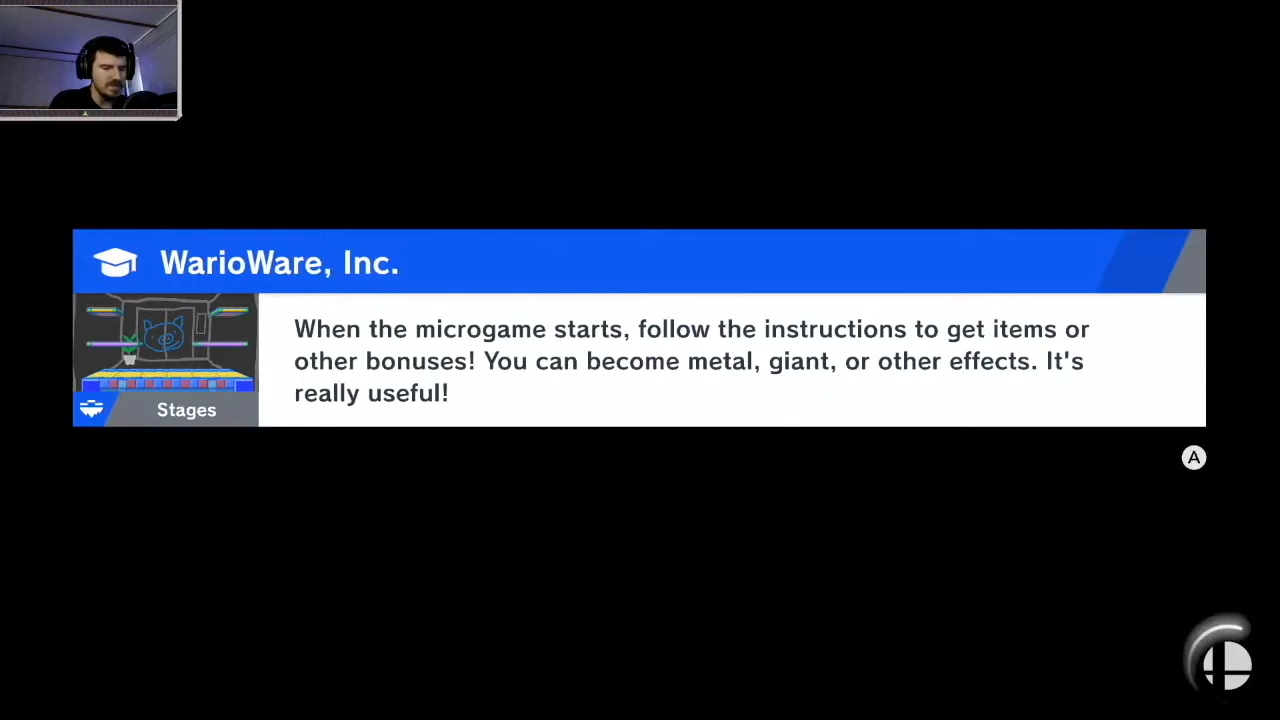 WarioWare, Inc.
When the microgame starts, follow the instructions to get items or
other bonuses! You can become metal, giant, or other effects. It's
really useful!
Stages
A